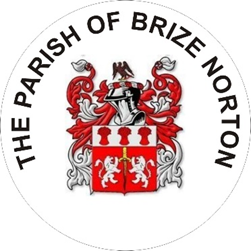 THE PARISH OF BRIZE NORTON